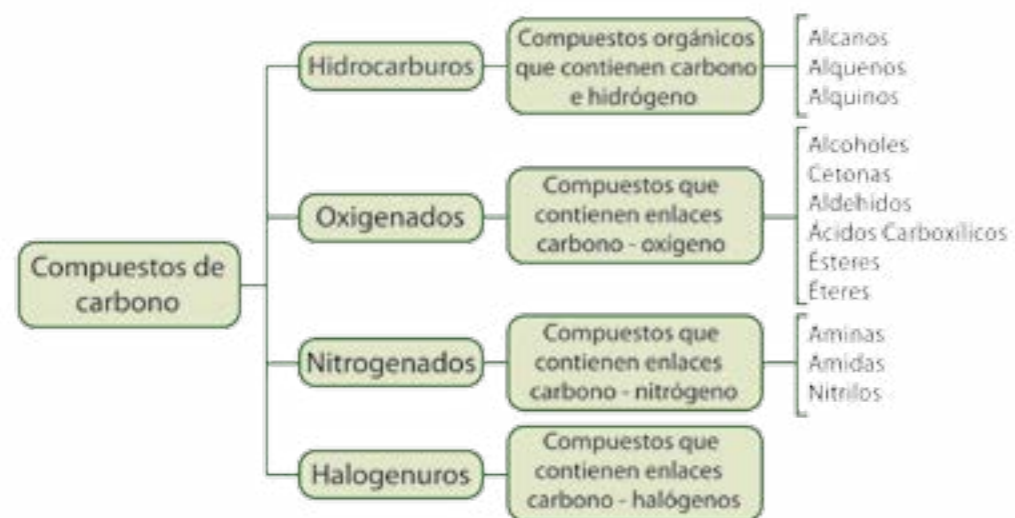 Compuestos de
carbono
Hidrocarburos
Compuestos orgánicos
que contienen carbono
e hidrógeno
Alcanos
Alquenos
Alquinos
Oxigenados
Compuestos que
contienen enlaces
carbono - oxigeno
Alcoholes
Cetonas
Aldehidos
Ácidos Carboxílicos
Ésteres
Éteres
Nitrogenados
Compuestos que
contienen enlaces
carbono - nitrógeno
Aminas
Amidas
Nitrilos
Halogenuros
Compuestos que
contienen enlaces
carbono - halógenos